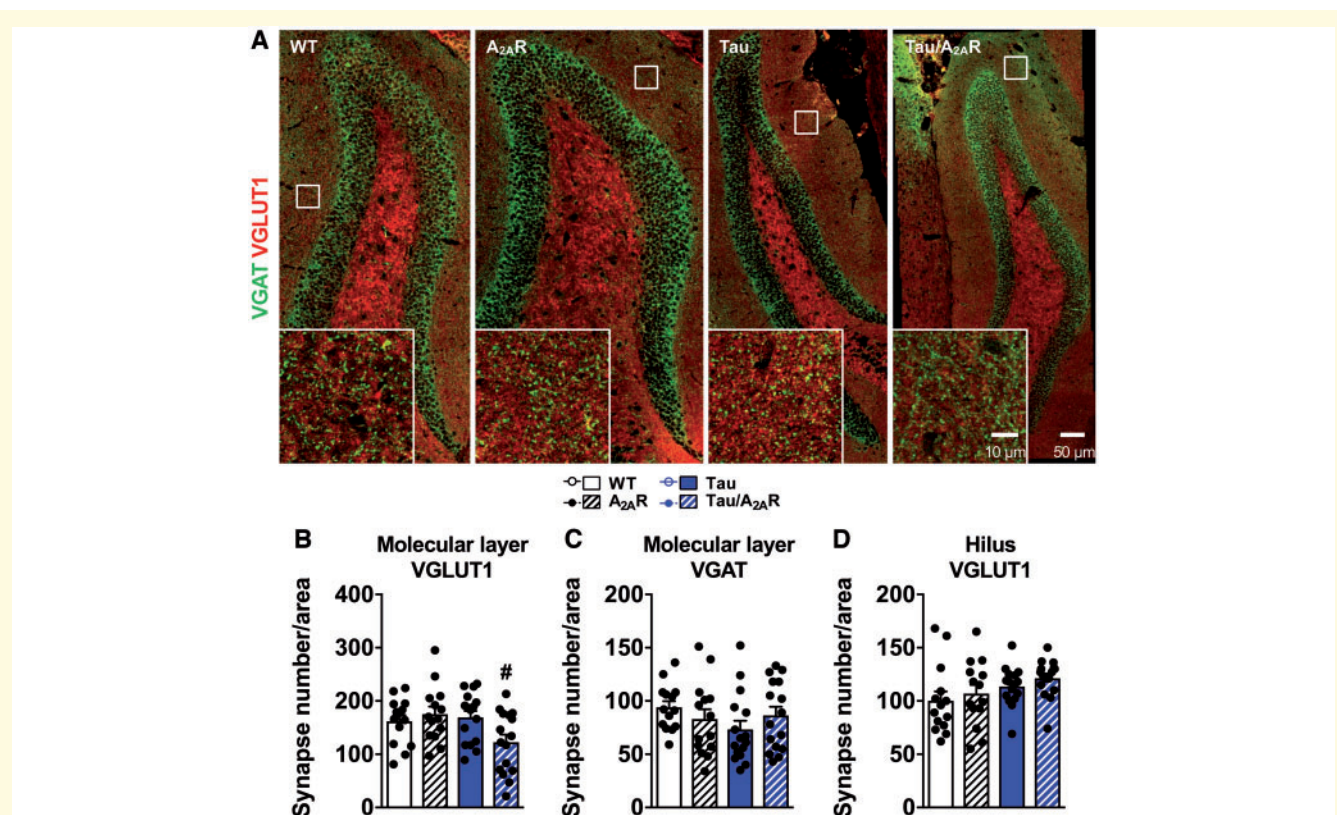 A
WT
A2AR
Tau
Tau/A2AR
VGAT VGLUT1
10 µm
50 µm
WT
Tau
A2AR
Tau/A2AR
B
Molecular layer
VGLUT1
Synapse number/area
400
300
200
100
0
#
C
Molecular layer
VGAT
Synapse number/area
200
150
100
50
0
D
Hilus
VGLUT1
Synapse number/area
200
150
100
50
0